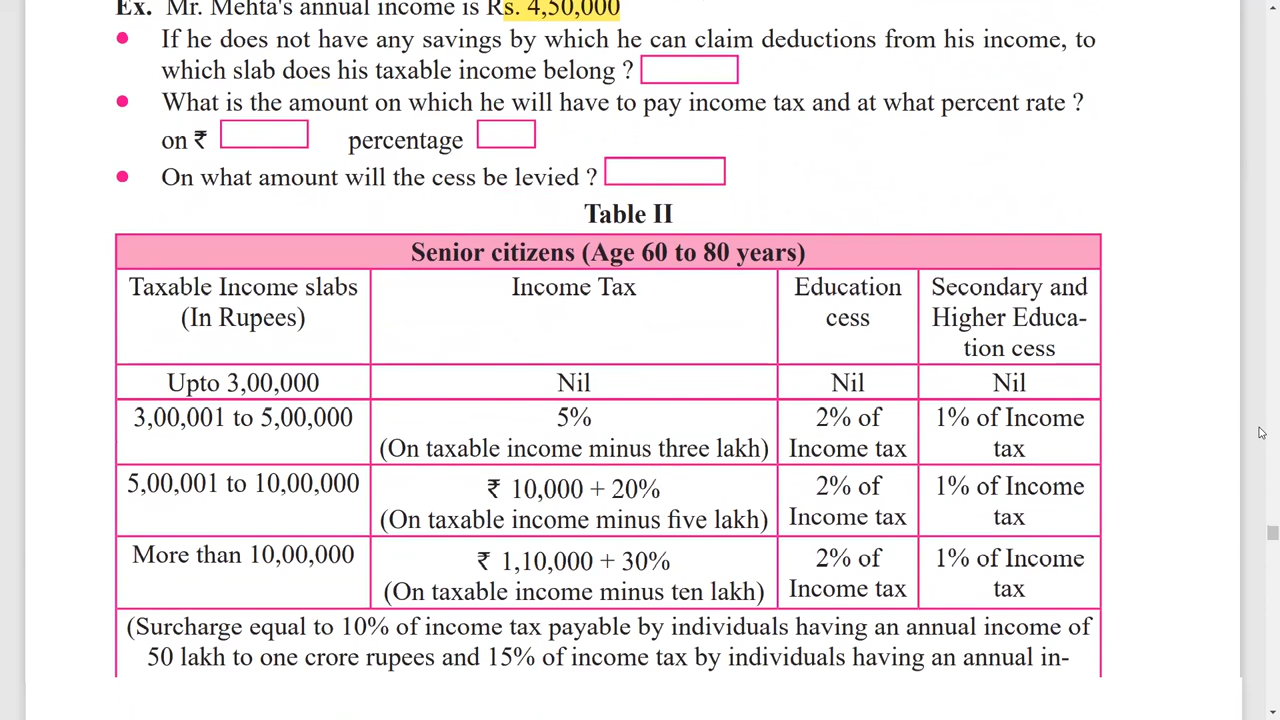 Ex. Mr. Mehta's annual income is Rs. 4,50,000
• If he does not have any savings by which he can claim deductions from his income, to
which slab does his taxable income belong ?
• What is the amount on which he will have to pay income tax and at what percent rate ?
on ₹ percentage
• On what amount will the cess be levied ?
Table II
Senior citizens (Age 60 to 80 years)
Taxable Income slabs
(In Rupees)
Income Tax
Education
cess
Secondary and
Higher Educa-
tion cess
Upto 3,00,000
Nil
Nil
Nil
3,00,001 to 5,00,000
5%
(On taxable income minus three lakh)
2% of
Income tax
1% of Income
tax
5,00,001 to 10,00,000
₹ 10,000 + 20%
(On taxable income minus five lakh)
2% of
Income tax
1% of Income
tax
More than 10,00,000
₹ 1,10,000 + 30%
(On taxable income minus ten lakh)
2% of
Income tax
1% of Income
tax
(Surcharge equal to 10% of income tax payable by individuals having an annual income of
50 lakh to one crore rupees and 15% of income tax by individuals having an annual in-